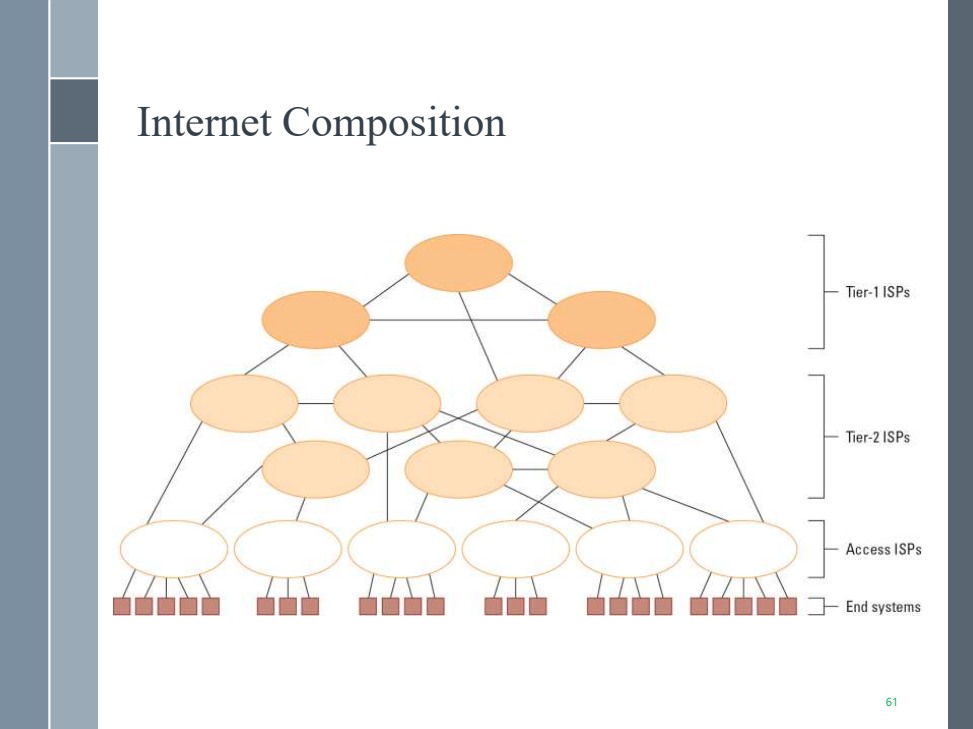 Internet Composition
Tier-1 ISPs
Tier-2 ISPs
Access ISPs
End systems
61